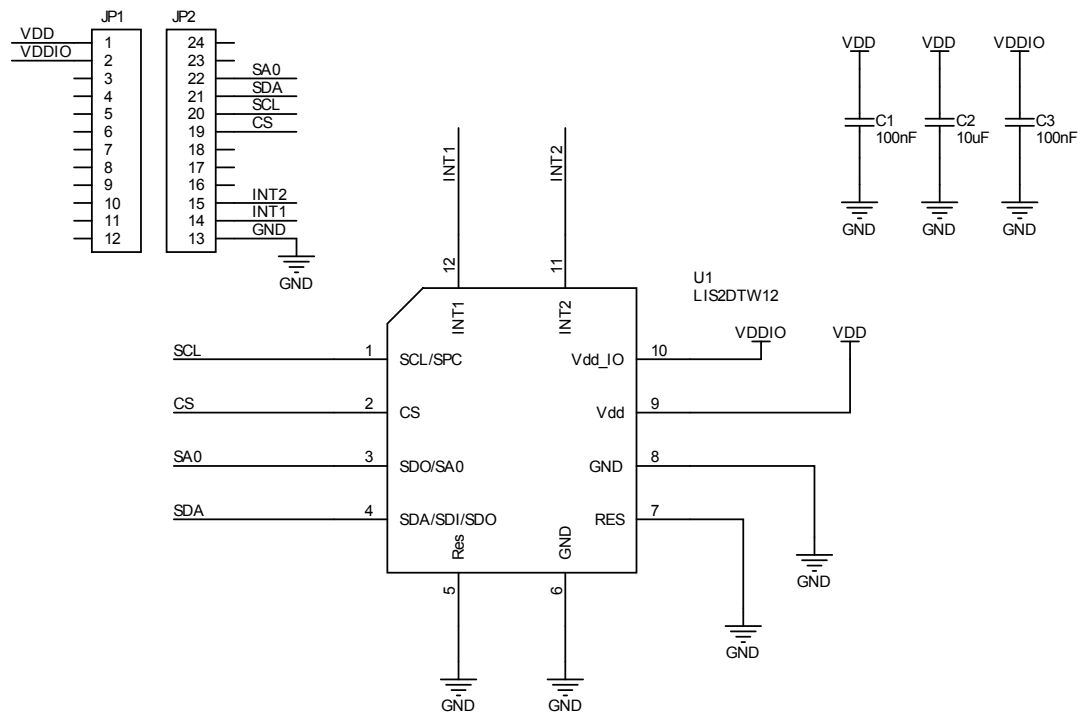 JP1
VDD
1
VDDIO
2
3
4
5
6
7
8
9
10
11
12
JP2
24
23
22 SA0
21 SDA
20 SCL
19 CS
18
17
16
15 INT2
14 INT1
13 GND
GND
VDD
C1
100nF
GND
VDD
C2
10uF
GND
VDDIO
C3
100nF
GND
INT1
INT2
12
11
INT1
INT2
U1
LIS2DTW12
SCL 1 SCL/SPC
CS 2 CS
SA0 3 SDO/SA0
SDA 4 SDA/SDI/SDO
Vdd_IO 10 VDDIO
Vdd 9 VDD
GND 8
GND
RES 7
GND
Res
5
GND
GND
6
GND